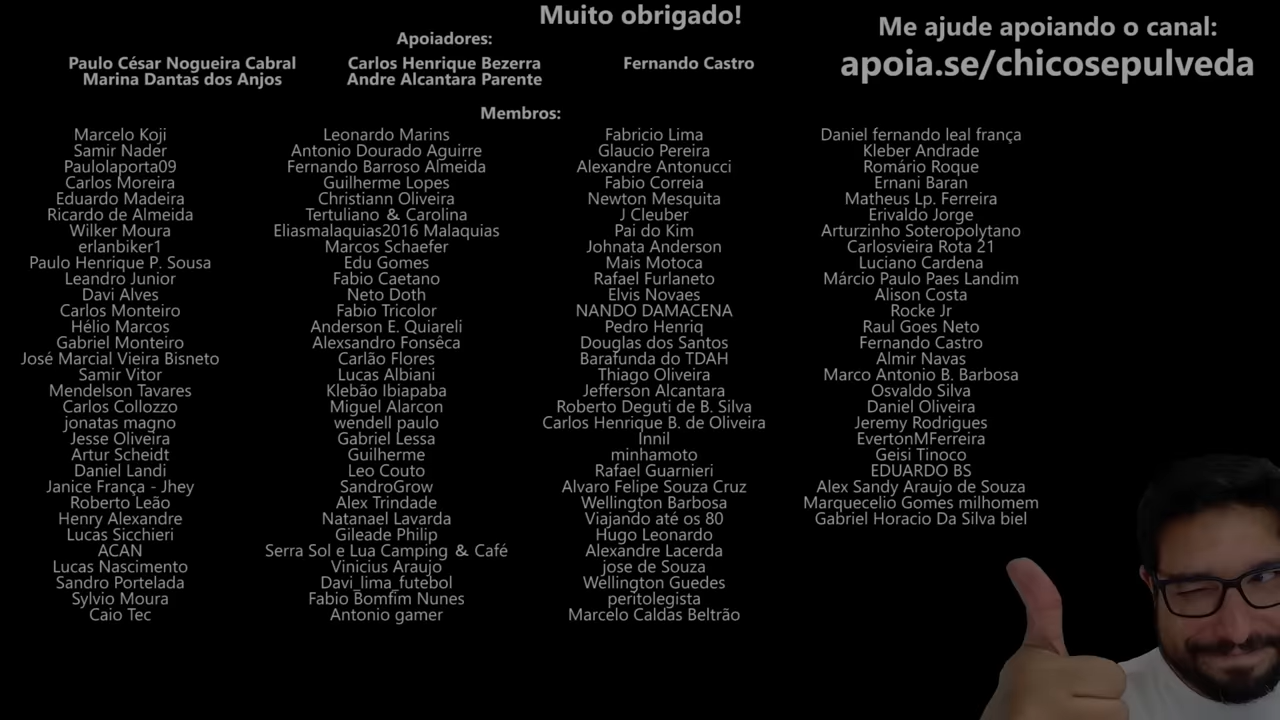 Muito obrigado!
Me ajude apoiando o canal:
apoia.se/chicosepulveda
Apoiadores:
Paulo César Nogueira Cabral
Marina Dantas dos Anjos
Carlos Henrique Bezerra
Andre Alcantara Parente
Fernando Castro
Membros:
Marcelo Koji
Samir Nader
Paulolaporta09
Carlos Moreira
Eduardo Madeira
Ricardo de Almeida
Wilker Moura
erlanbiker1
Paulo Henrique P. Sousa
Leandro Junior
Davi Alves
Carlos Monteiro
Hélio Marcos
Gabriel Monteiro
José Marcial Vieira Bisneto
Samir Vitor
Mendelson Tavares
Carlos Collozzo
jonatas magno
Jesse Oliveira
Artur Scheidt
Daniel Landi
Janice França - Jhey
Roberto Leão
Henry Alexandre
Lucas Sicchieri
ACAN
Lucas Nascimento
Sandro Portelada
Sylvio Moura
Caio Tec
Leonardo Marins
Antonio Dourado Aguirre
Fernando Barroso Almeida
Guilherme Lopes
Christiann Oliveira
Tertuliano & Carolina
Eliasmalaquias2016 Malaquias
Marcos Schaefer
Edu Gomes
Fabio Caetano
Neto Doth
Fabio Tricolor
Anderson E. Quiareli
Alexsandro Fonsêca
Carlão Flores
Lucas Albiani
Klebão Ibiapaba
Miguel Alarcon
wendell paulo
Gabriel Lessa
Guilherme
Leo Couto
SandroGrow
Alex Trindade
Natanael Lavarda
Gileade Philip
Serra Sol e Lua Camping & Café
Vinicius Araujo
Davi_lima_futebol
Fabio Bomfim Nunes
Antonio gamer
Fabricio Lima
Glaucio Pereira
Alexandre Antonucci
Fabio Correia
Newton Mesquita
J Cleuber
Pai do Kim
Johnata Anderson
Mais Motoca
Rafael Furlaneto
Elvis Novaes
NANDO DAMACENA
Pedro Henriq
Douglas dos Santos
Barafunda do TDAH
Thiago Oliveira
Jefferson Alcantara
Roberto Deguti de B. Silva
Carlos Henrique B. de Oliveira
Innil
minhamoto
Rafael Guarnieri
Alvaro Felipe Souza Cruz
Wellington Barbosa
Viajando até os 80
Hugo Leonardo
Alexandre Lacerda
jose de Souza
Wellington Guedes
peritolegista
Marcelo Caldas Beltrão
Daniel fernando leal frança
Kleber Andrade
Romário Roque
Ernani Baran
Matheus Lp. Ferreira
Erivaldo Jorge
Arturzinho Soteropolytano
Carlosvieira Rota 21
Luciano Cardena
Márcio Paulo Paes Landim
Alison Costa
Rocke Jr
Raul Goes Neto
Fernando Castro
Almir Navas
Marco Antonio B. Barbosa
Osvaldo Silva
Daniel Oliveira
Jeremy Rodrigues
EvertonMFerreira
Geisi Tinoco
EDUARDO BS
Alex Sandy Araujo de Souza
Marquecelio Gomes milhomem
Gabriel Horacio Da Silva biel